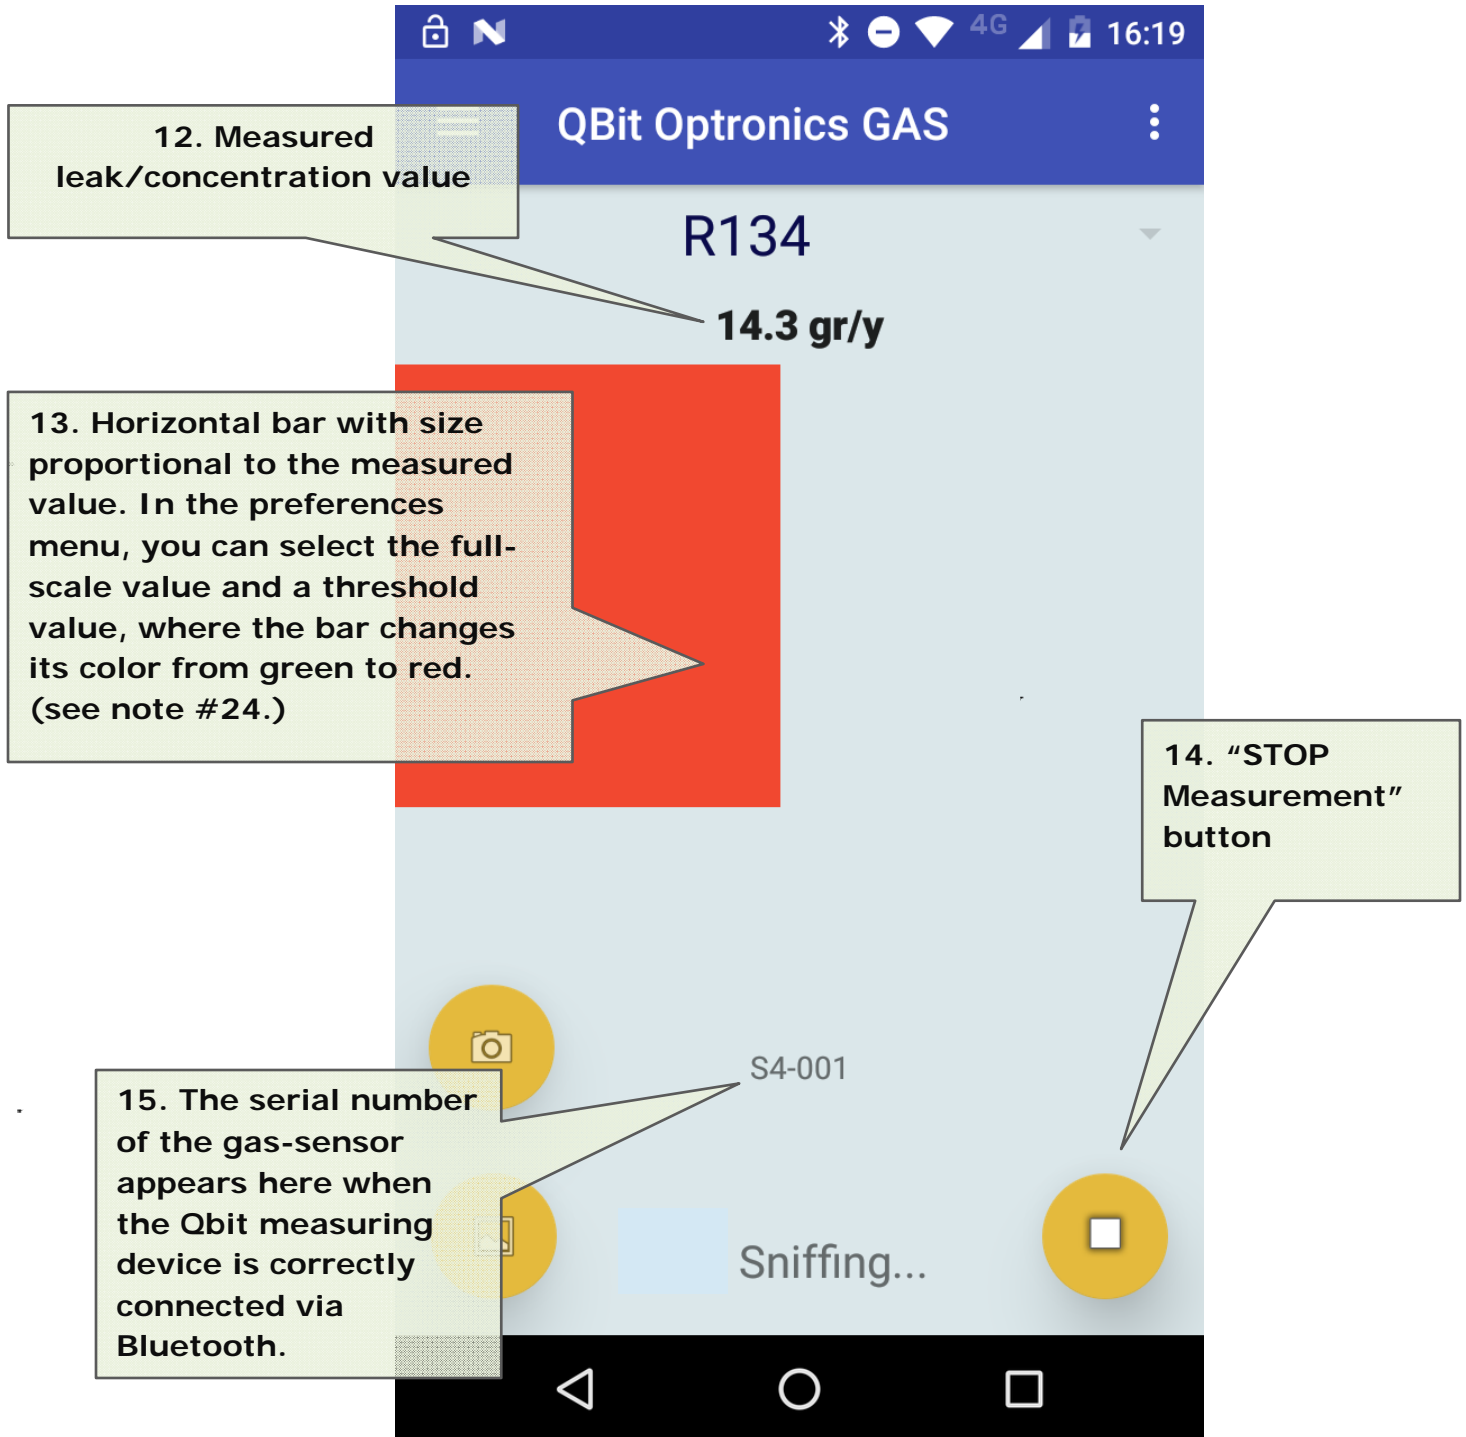 4G 16:19
QBit Optronics GAS
12. Measured
leak/concentration value
R134
14.3 gr/y
13. Horizontal bar with size
proportional to the measured
value. In the preferences
menu, you can select the full-
scale value and a threshold
value, where the bar changes
its color from green to red.
(see note #24.)
14. “STOP
Measurement”
button
S4-001
15. The serial number
of the gas-sensor
appears here when
the Qbit measuring
device is correctly
connected via
Bluetooth.
Sniffing...